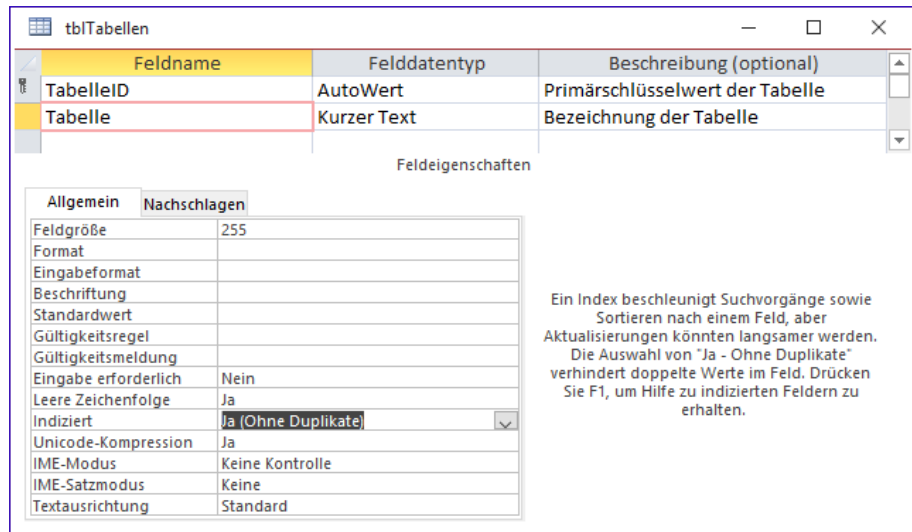 tblTabellen
Feldname Felddatentyp Beschreibung (optional)
TabelleID AutoWert Primärschlüsselwert der Tabelle
Tabelle Kurzer Text Bezeichnung der Tabelle
Feldeigenschaften
Allgemein Nachschlagen
Feldgröße 255
Format
Eingabeformat
Beschriftung
Standardwert
Gültigkeitsregel
Gültigkeitsmeldung
Eingabe erforderlich Nein
Leere Zeichenfolge Ja
Indiziert Ja (Ohne Duplikate)
Unicode-Kompression Ja
IME-Modus Keine Kontrolle
IME-Satzmodus Keine
Textausrichtung Standard
Ein Index beschleunigt Suchvorgänge sowie
Sortieren nach einem Feld, aber
Aktualisierungen könnten langsamer werden.
Die Auswahl von "Ja - Ohne Duplikate"
verhindert doppelte Werte im Feld. Drücken
Sie F1, um Hilfe zu indizierten Feldern zu
erhalten.